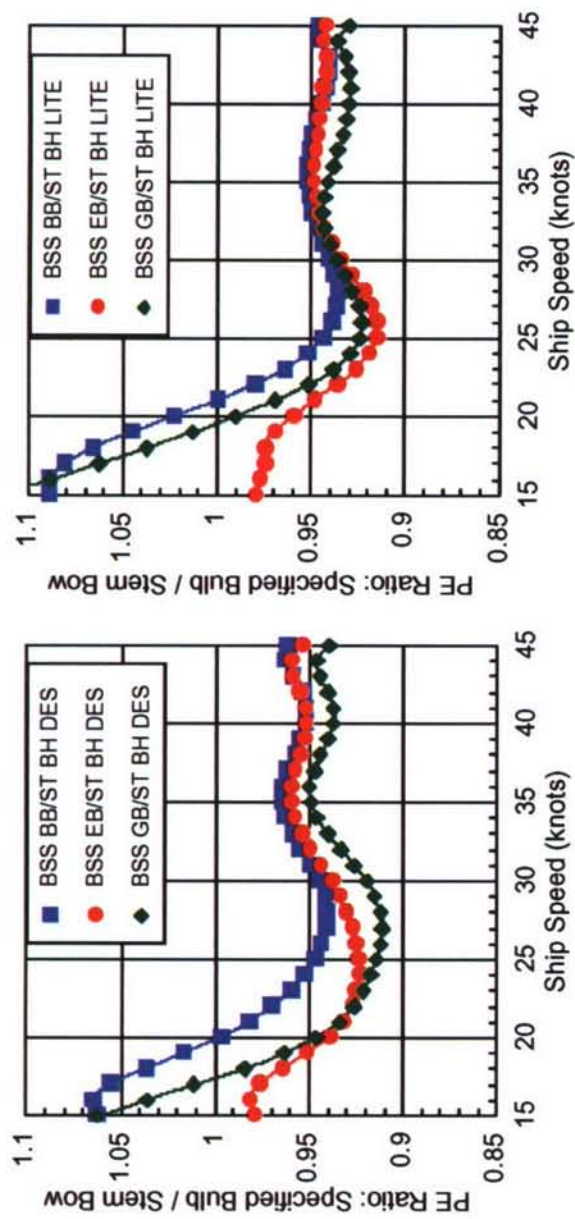 PE Ratio: Specified Bulb / Stem Bow
1.1
1.05
1
0.95
0.9
0.85
BSS BB/ST BH DES
BSS EB/ST BH DES
BSS GB/ST BH DES
15
20
25
30
35
40
45
Ship Speed (knots)
PE Ratio: Specified Bulb / Stem Bow
1.1
1.05
1
0.95
0.9
0.85
BSS BB/ST BH LITE
BSS EB/ST BH LITE
BSS GB/ST BH LITE
15
20
25
30
35
40
45
Ship Speed (knots)